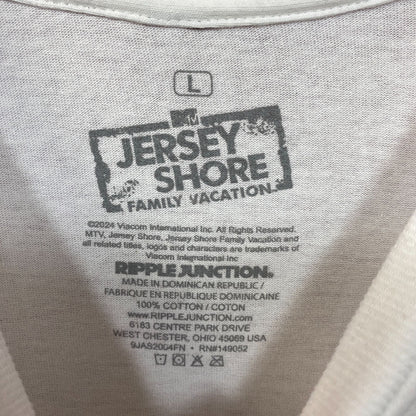 L
MTV
JERSEY
SHORE
FAMILY VACATION
©2024 Viacom International Inc. All Rights Reserved.
MTV, Jersey Shore, Jersey Shore Family Vacation and
all related titles, logos and characters are trademarks of
Viacom International Inc
RIPPLE JUNCTION®
MADE IN DOMINICAN REPUBLIC /
FABRIQUE EN REPUBLIQUE DOMINICAINE
100% COTTON / COTON
www.RIPPLEJUNCTION.com
6183 CENTRE PARK DRIVE
WEST CHESTER, OHIO 45069 USA
9JAS2004FN • RN#149052